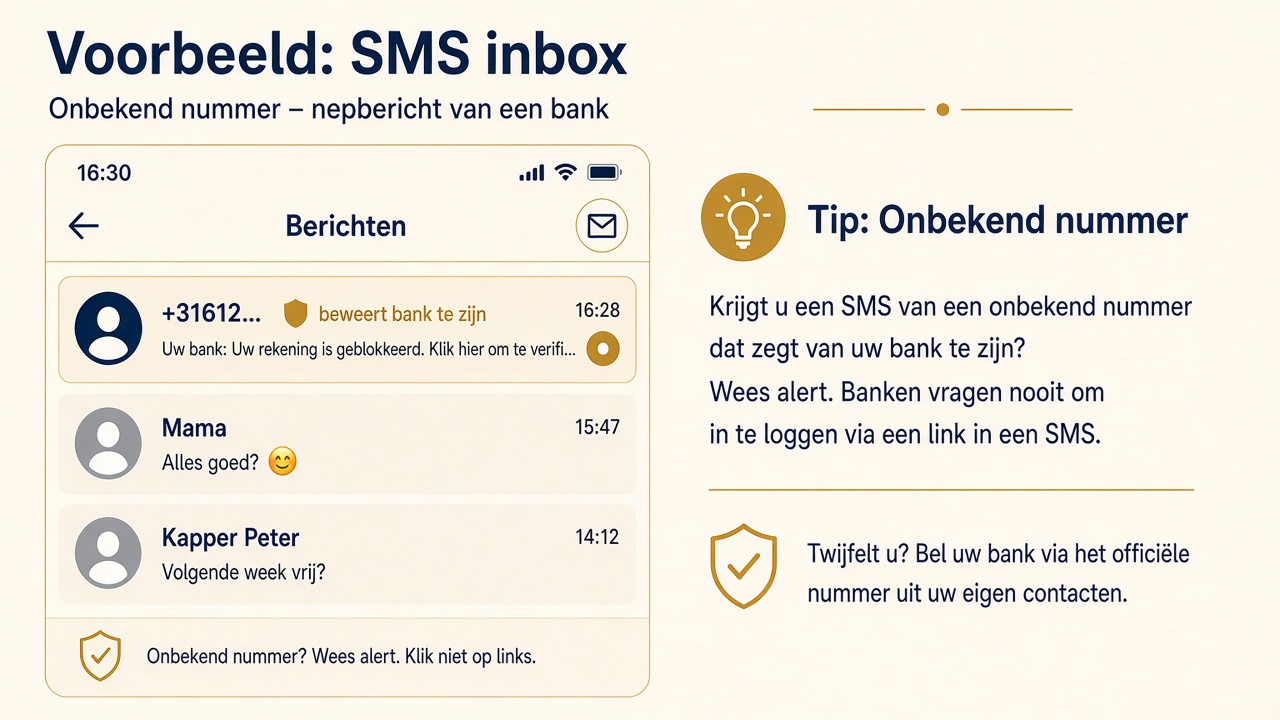 Voorbeeld: SMS inbox
Onbekend nummer – nepbericht van een bank
16:30
Berichten
+31612... beweert bank te zijn 16:28
Uw bank: Uw rekening is geblokkeerd. Klik hier om te verifi...
Mama 15:47
Alles goed? 😊
Kapper Peter 14:12
Volgende week vrij?
Onbekend nummer? Wees alert. Klik niet op links.
Tip: Onbekend nummer
Krijgt u een SMS van een onbekend nummer
dat zegt van uw bank te zijn?
Wees alert. Banken vragen nooit om
in te loggen via een link in een SMS.
Twijfelt u? Bel uw bank via het officiële
nummer uit uw eigen contacten.